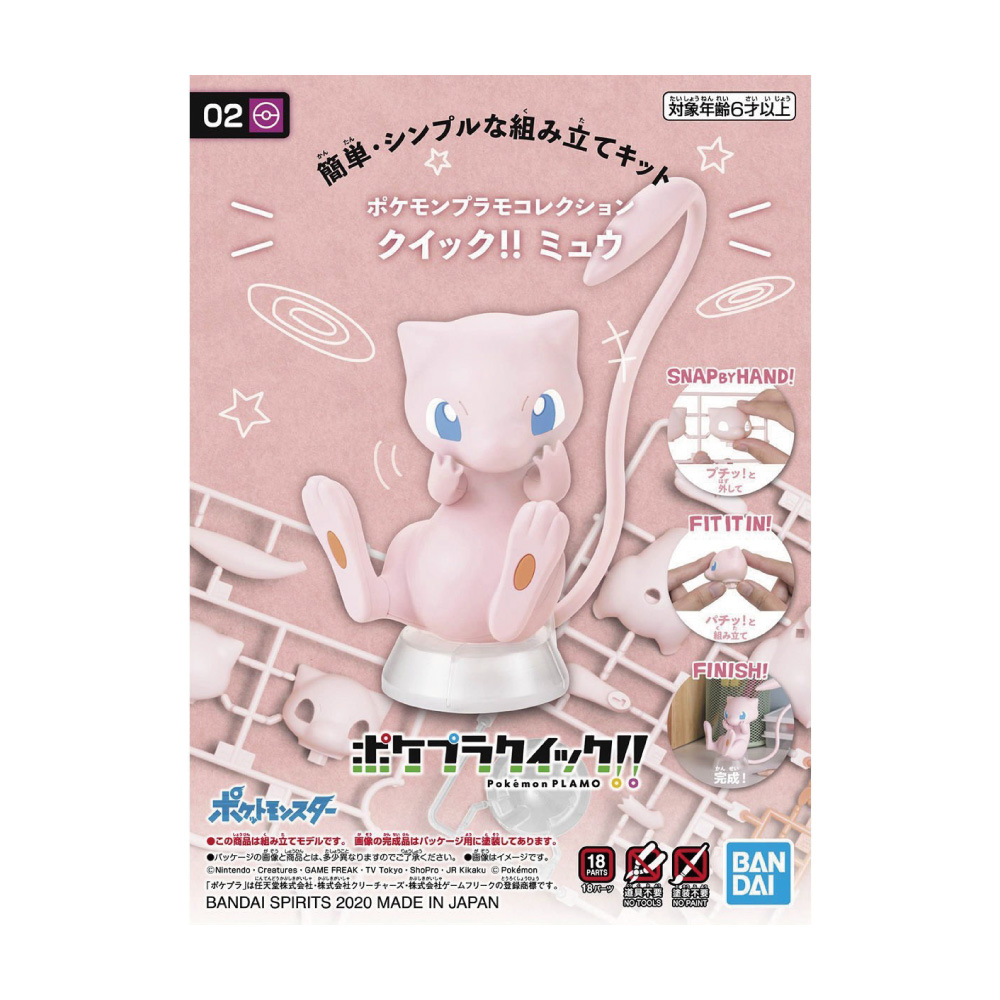 02
対象年齢6才以上
簡単・シンプルな組み立てキット
ポケモンプラモコレクション
クイック!! ミュウ
SNAP BY HAND!
プチッ!と
外して
FIT IT IN!
パチッ!と
組み立て
FINISH!
完成!
ポケプラクイック!!
Pokémon PLAMO
ポケットモンスター
●この商品は組み立てモデルです。 画像の完成品はパッケージ用に塗装してあります。
●パッケージの画像と商品とは、多少異なりますのでご了承ください。 ●画像はイメージです。
©Nintendo・Creatures・GAME FREAK・TV Tokyo・ShoPro・JR Kikaku © Pokémon
「ポケプラ」は任天堂株式会社・株式会社クリーチャーズ・株式会社ゲームフリークの登録商標です。
BANDAI SPIRITS 2020 MADE IN JAPAN
18
PARTS
18パーツ
道具不要
NO TOOLS
塗装不要
NO PAINT
BAN
DAI